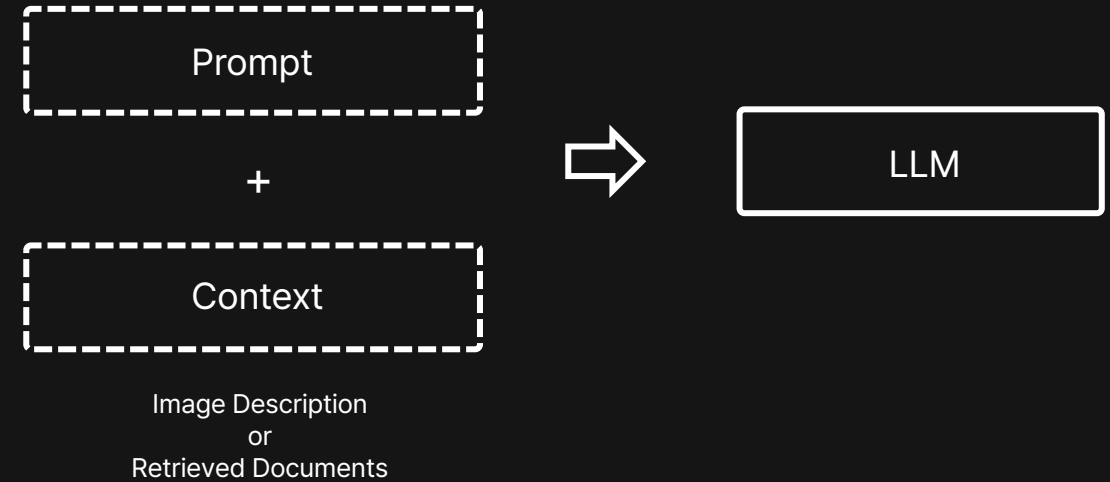 Prompt
+
Context
Image Description
or
Retrieved Documents
LLM